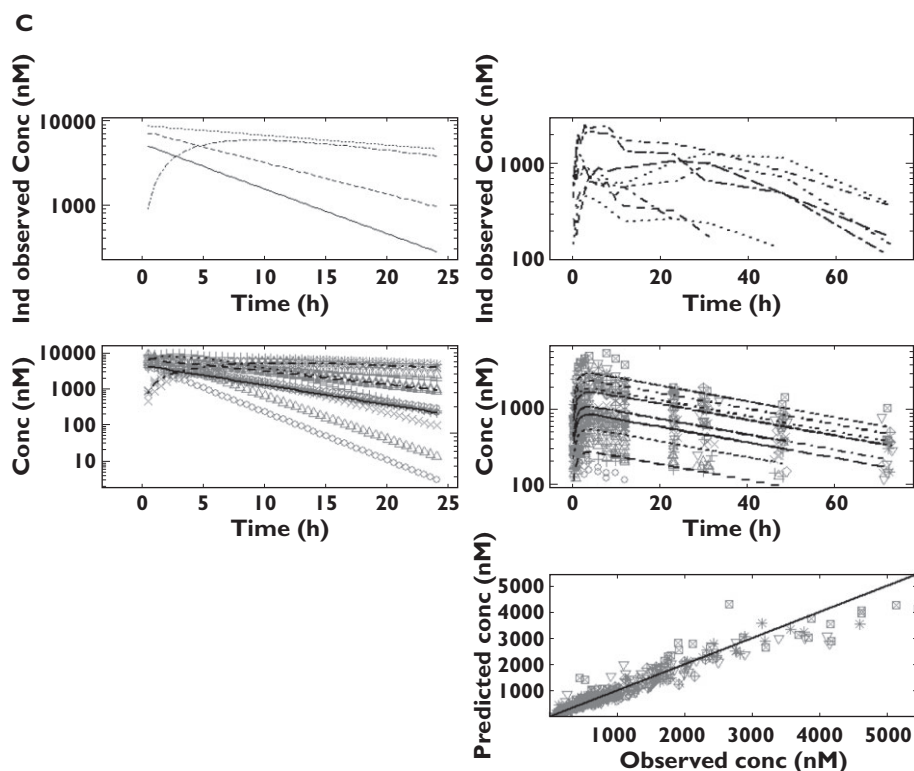 C
Ind observed Conc (nM)
10000
1000
0 5 10 15 20 25
Time (h)
Ind observed Conc (nM)
1000
100
0 20 40 60
Time (h)
Conc (nM)
10000
1000
100
10
0 5 10 15 20 25
Time (h)
Conc (nM)
1000
100
0 20 40 60
Time (h)
Predicted conc (nM)
5000
4000
3000
2000
1000
1000 2000 3000 4000 5000
Observed conc (nM)